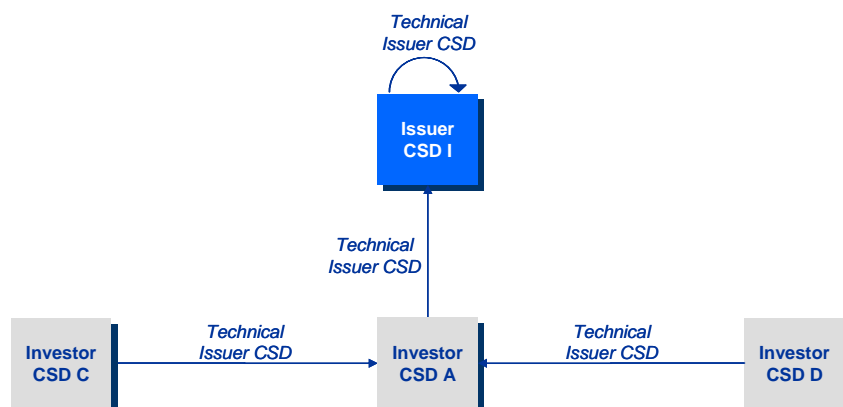 Technical
Issuer CSD
Issuer
CSD I
Technical
Issuer CSD
Technical
Issuer CSD
Technical
Issuer CSD
Investor
CSD C
Investor
CSD A
Investor
CSD D